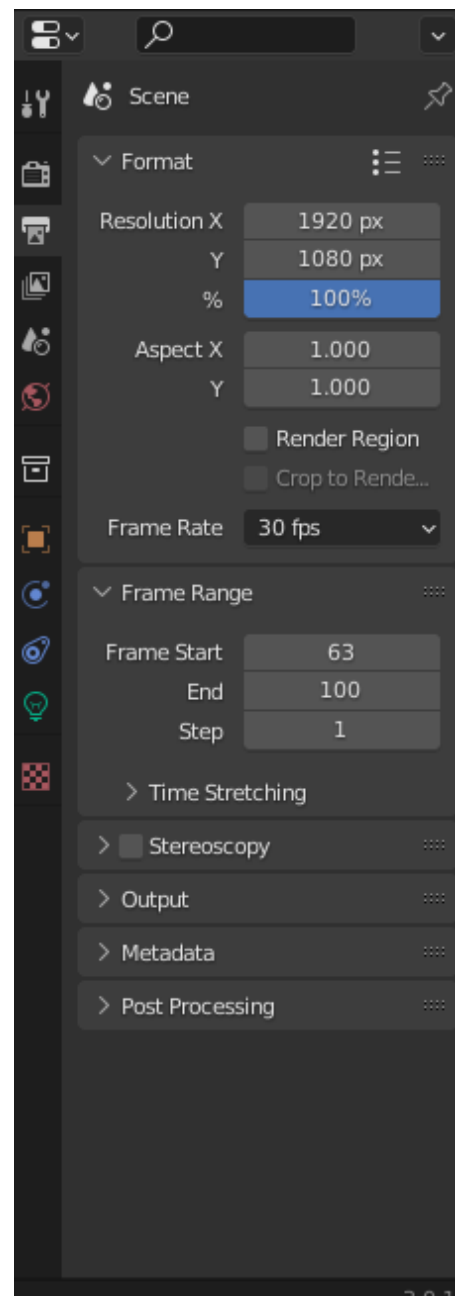 Scene
Format
Resolution X 1920 px
Y 1080 px
% 100%
Aspect X 1.000
Y 1.000
Render Region
Crop to Rende...
Frame Rate 30 fps
Frame Range
Frame Start 63
End 100
Step 1
Time Stretching
Stereoscopy
Output
Metadata
Post Processing